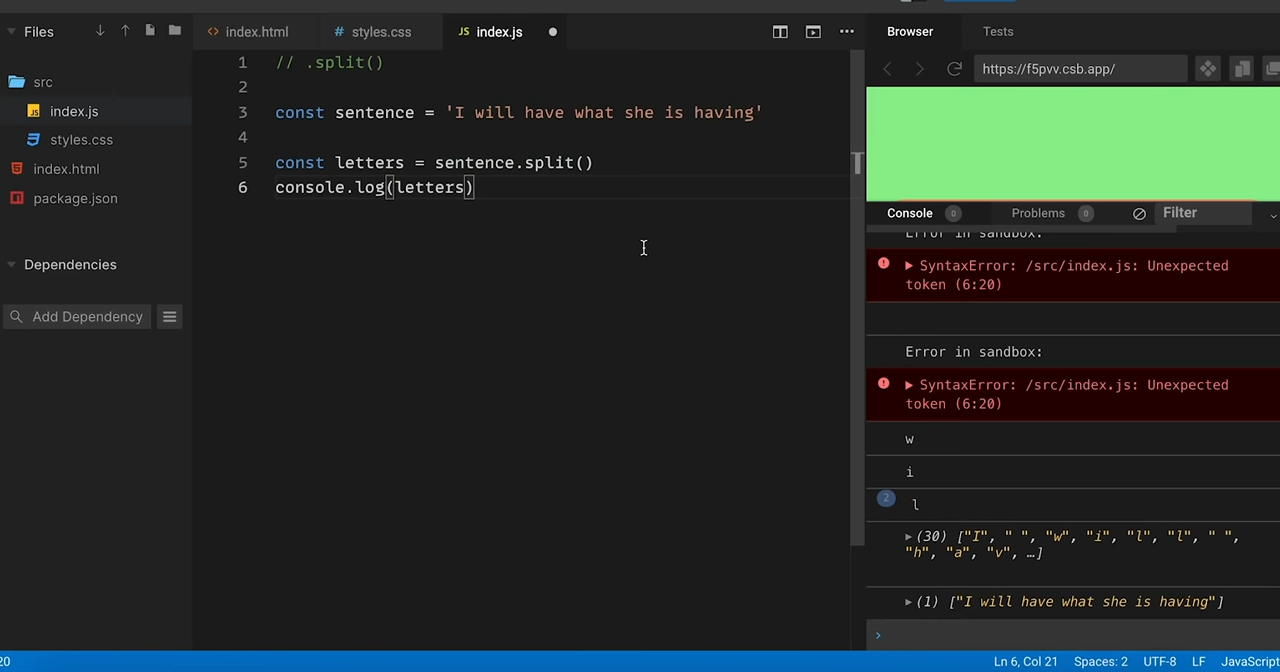 Files
index.html
# styles.css
JS index.js
Browser
Tests
src
JS index.js
styles.css
index.html
package.json
Dependencies
Add Dependency
1 // .split()
2
3 const sentence = 'I will have what she is having'
4
5 const letters = sentence.split()
6 console.log(letters)
https://f5pvv.csb.app/
Console 0
Problems 0
Filter
Error in sandbox:
SyntaxError: /src/index.js: Unexpected
token (6:20)
Error in sandbox:
SyntaxError: /src/index.js: Unexpected
token (6:20)
w
i
2 l
(30) ["I", " ", "w", "i", "l", "l", " ",
"h", "a", "v", …]
(1) ["I will have what she is having"]
20
Ln 6, Col 21 Spaces: 2 UTF-8 LF JavaScript